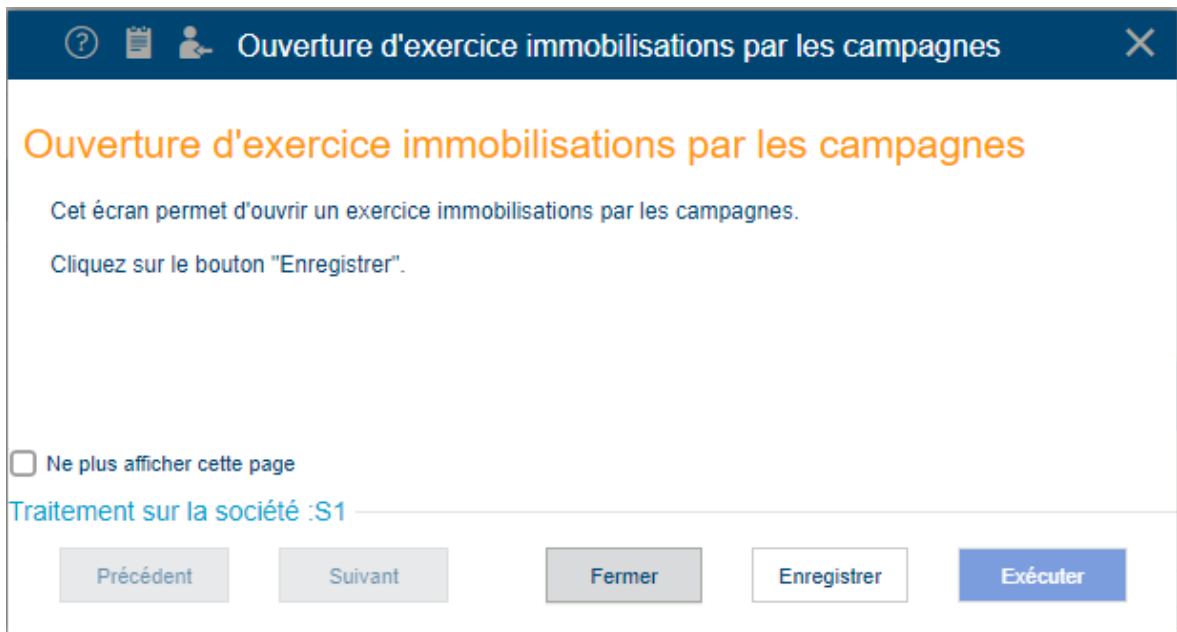 Ouverture d'exercice immobilisations par les campagnes
Ouverture d'exercice immobilisations par les campagnes
Cet écran permet d'ouvrir un exercice immobilisations par les campagnes.
Cliquez sur le bouton "Enregistrer".
Ne plus afficher cette page
Traitement sur la société :S1
Précédent Suivant Fermer Enregistrer Exécuter